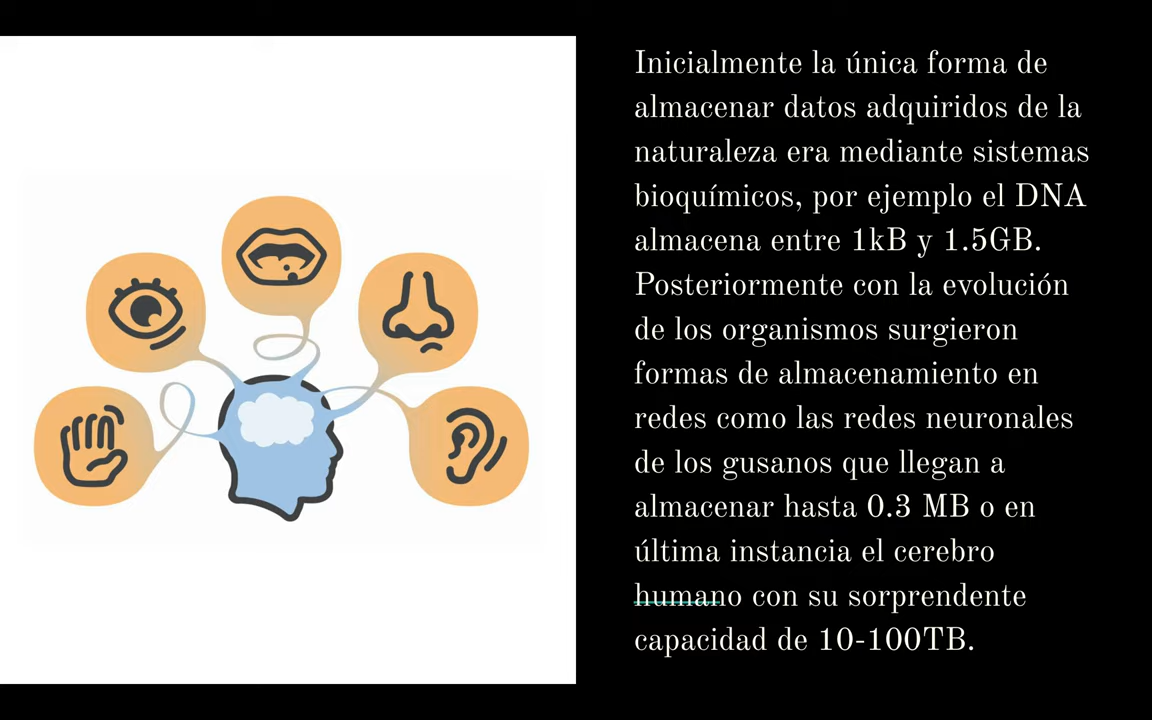 Inicialmente la única forma de
almacenar datos adquiridos de la
naturaleza era mediante sistemas
bioquímicos, por ejemplo el DNA
almacena entre 1kB y 1.5GB.
Posteriormente con la evolución
de los organismos surgieron
formas de almacenamiento en
redes como las redes neuronales
de los gusanos que llegan a
almacenar hasta 0.3 MB o en
última instancia el cerebro
humano con su sorprendente
capacidad de 10-100TB.